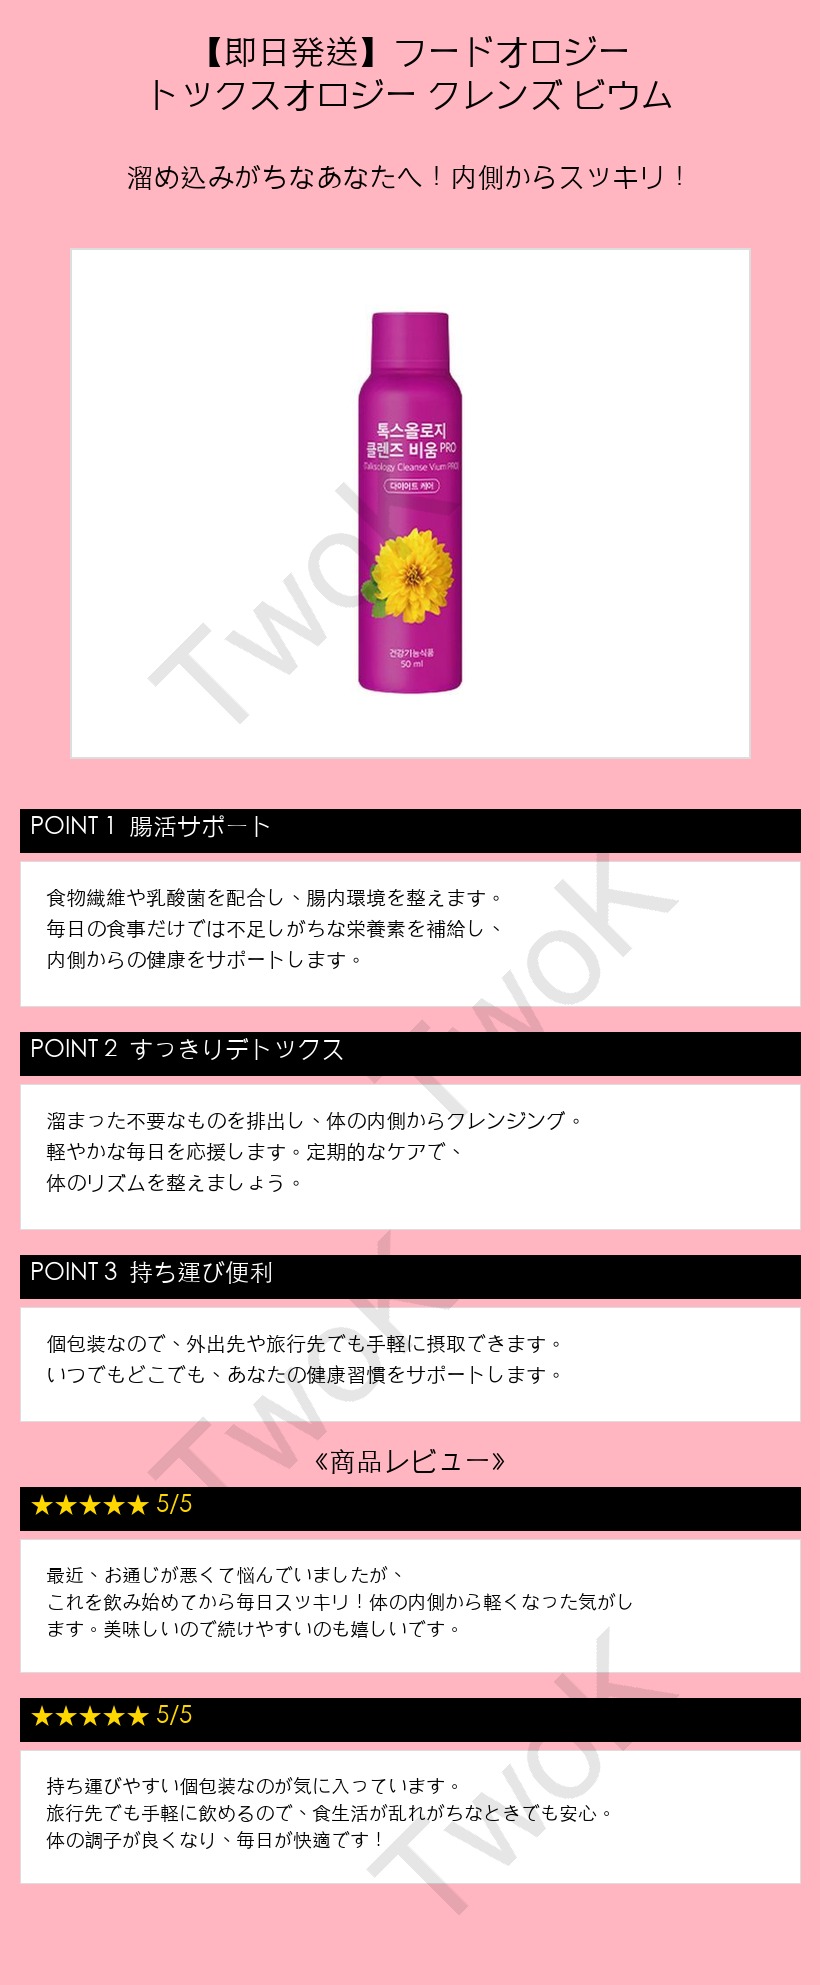 【即日発送】フードオロジー
トックスオロジー クレンズ ビウム
溜め込みがちなあなたへ！内側からスッキリ！
톡스올로지
클렌즈 비움 PRO
(Talksology Cleanse Vium PRO)
다이어트 케어
건강기능식품
50 ml
TwoK
POINT 1 腸活サポート
食物繊維や乳酸菌を配合し、腸内環境を整えます。
毎日の食事だけでは不足しがちな栄養素を補給し、
内側からの健康をサポートします。
TwoK
POINT 2 すっきりデトックス
溜まった不要なものを排出し、体の内側からクレンジング。
軽やかな毎日を応援します。定期的なケアで、
体のリズムを整えましょう。
POINT 3 持ち運び便利
個包装なので、外出先や旅行先でも手軽に摂取できます。
いつでもどこでも、あなたの健康習慣をサポートします。
TwoK
《商品レビュー》
★★★★★ 5/5
最近、お通じが悪くて悩んでいましたが、
これを飲み始めてから毎日スッキリ！体の内側から軽くなった気がし
ます。美味しいので続けやすいのも嬉しいです。
★★★★★ 5/5
持ち運びやすい個包装なのが気に入っています。
旅行先でも手軽に飲めるので、食生活が乱れがちなときでも安心。
体の調子が良くなり、毎日が快適です！
TwoK